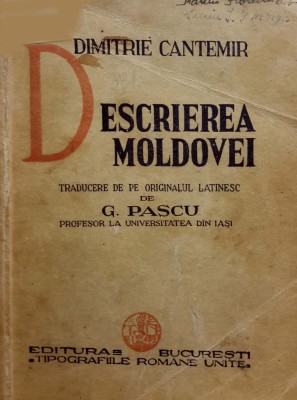 DIMITRIE CANTEMIR
DESCRIEREA
MOLDOVEI
TRADUCERE DE PE ORIGINALUL LATINESC
DE
G. PASCU
PROFESOR LA UNIVERSITATEA DIN IAȘI
EDITURA BUCUREȘTI
"TIPOGRAFIILE ROMÂNE UNITE"